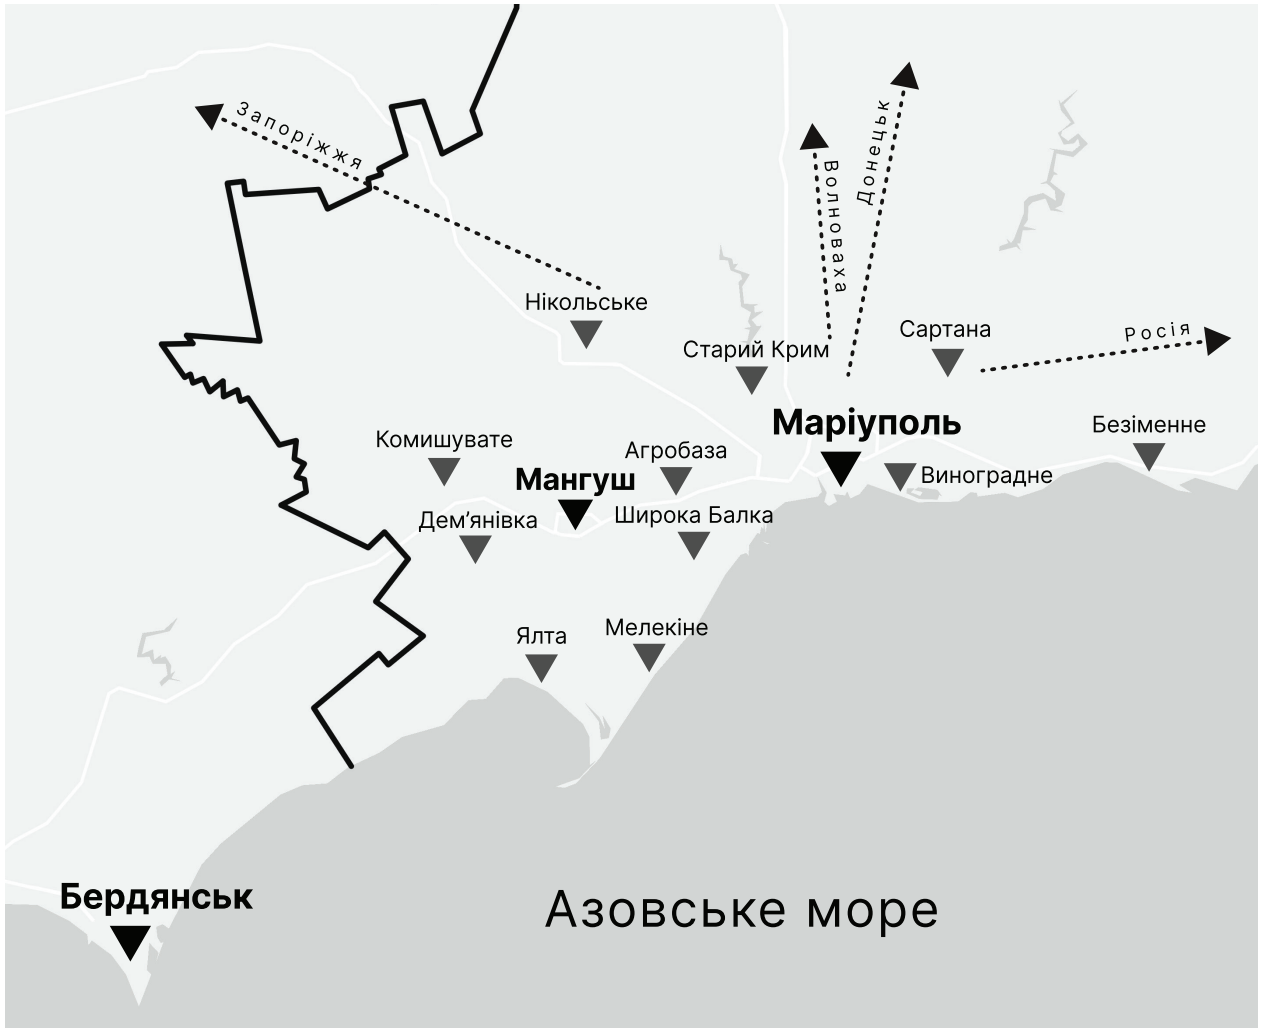 Запоріжжя
Волноваха
Донецьк
Нікольське
Сартана
Росія
Старий Крим
Маріуполь
Безіменне
Комишувате
Агробаза
Мангуш
Виноградне
Дем’янівка
Широка Балка
Ялта
Мелекіне
Бердянськ
Азовське море